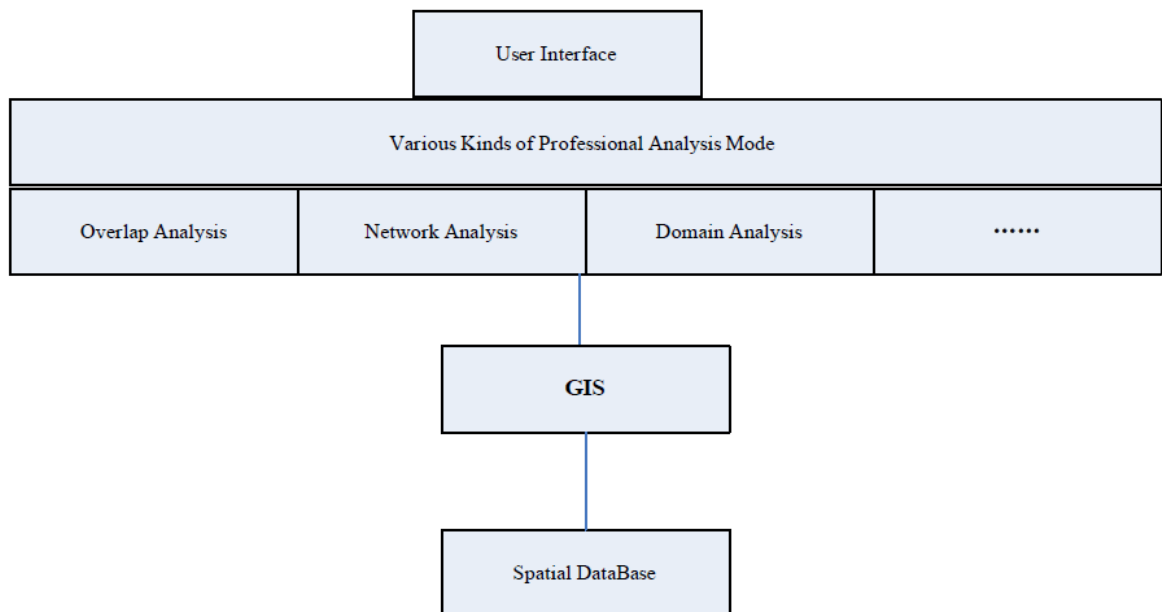 User Interface
Various Kinds of Professional Analysis Mode
Overlap Analysis
Network Analysis
Domain Analysis
......
GIS
Spatial DataBase